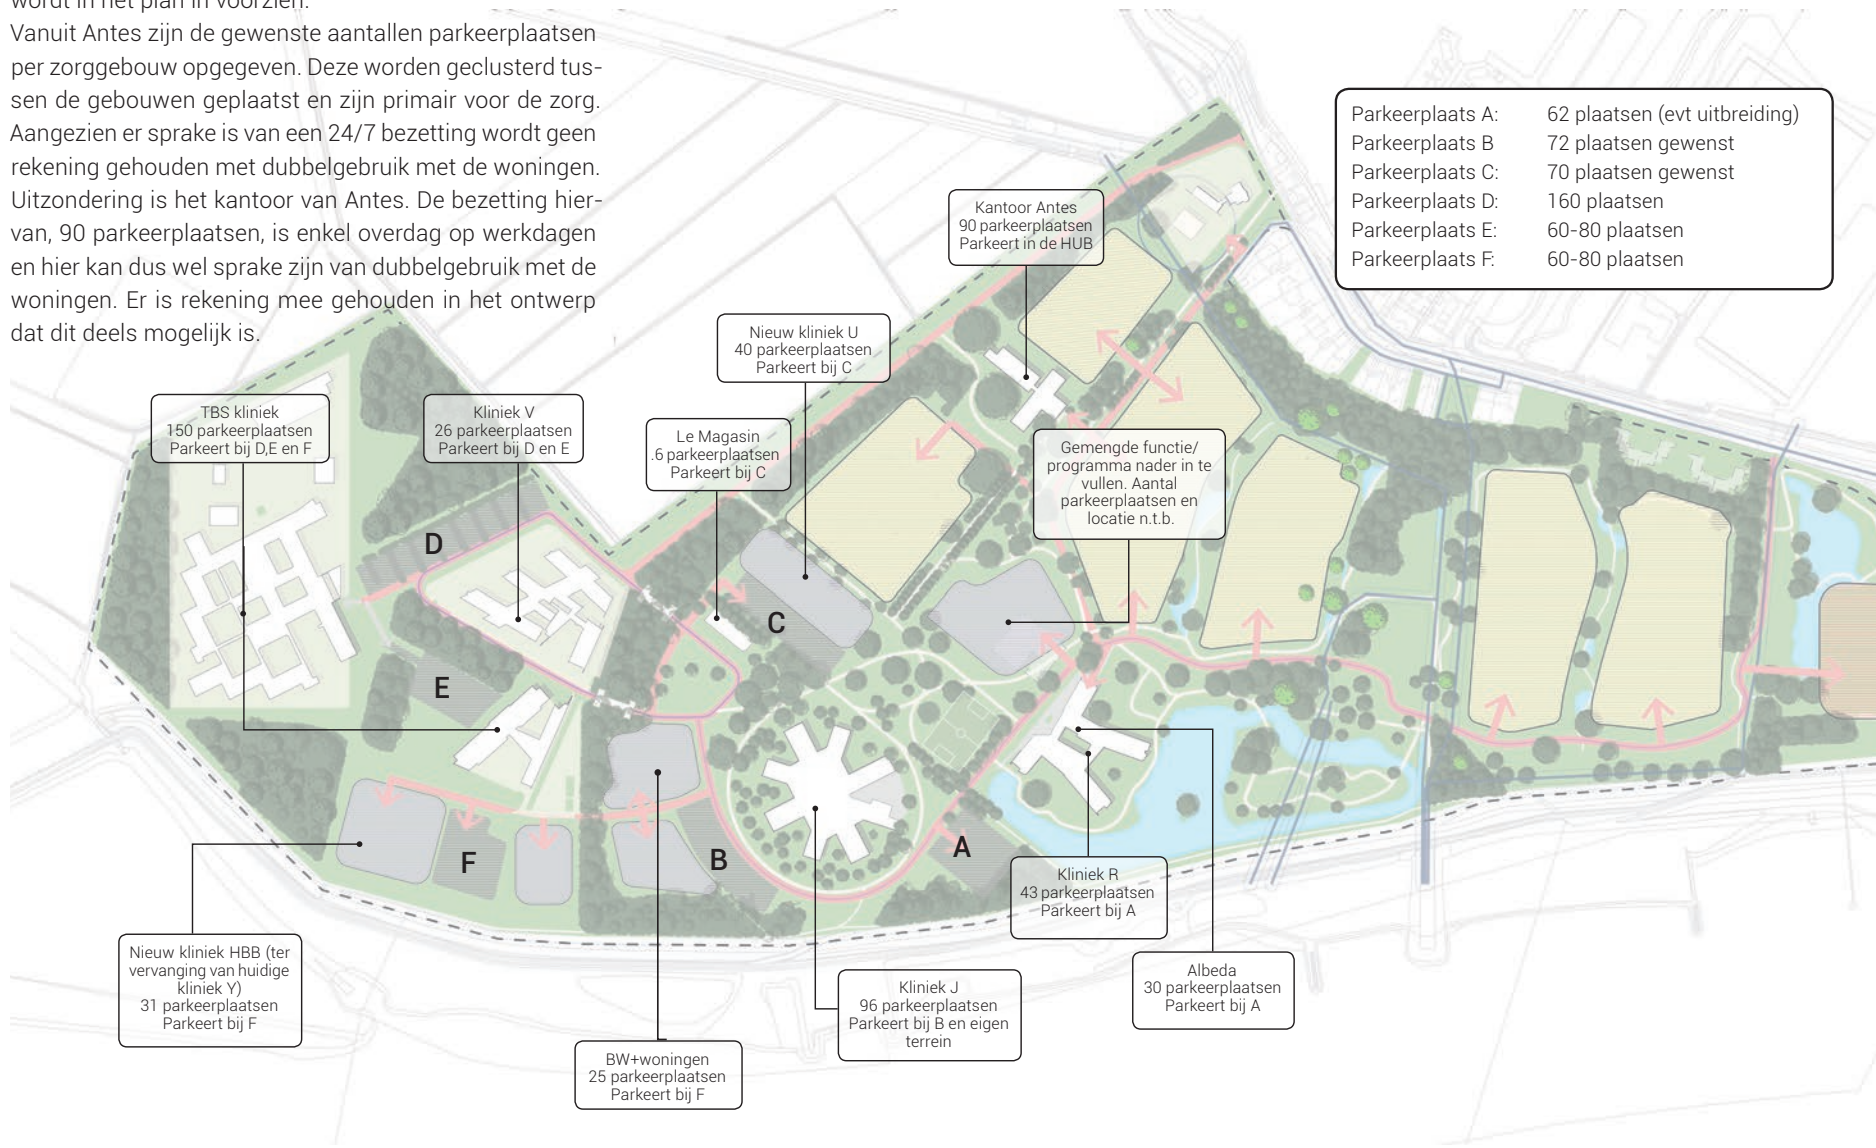 wordt in het plan in voorzien.
Vanuit Antes zijn de gewenste aantallen parkeerplaatsen
per zorggebouw opgegeven. Deze worden geclusterd tus-
sen de gebouwen geplaatst en zijn primair voor de zorg.
Aangezien er sprake is van een 24/7 bezetting wordt geen
rekening gehouden met dubbelgebruik met de woningen.
Uitzondering is het kantoor van Antes. De bezetting hier-
van, 90 parkeerplaatsen, is enkel overdag op werkdagen
en hier kan dus wel sprake zijn van dubbelgebruik met de
woningen. Er is rekening mee gehouden in het ontwerp
dat dit deels mogelijk is.
Parkeerplaats A: 62 plaatsen (evt uitbreiding)
Parkeerplaats B 72 plaatsen gewenst
Parkeerplaats C: 70 plaatsen gewenst
Parkeerplaats D: 160 plaatsen
Parkeerplaats E: 60-80 plaatsen
Parkeerplaats F: 60-80 plaatsen
Kantoor Antes
90 parkeerplaatsen
Parkeert in de HUB
Nieuw kliniek U
40 parkeerplaatsen
Parkeert bij C
TBS kliniek
150 parkeerplaatsen
Parkeert bij D,E en F
Kliniek V
26 parkeerplaatsen
Parkeert bij D en E
Le Magasin
.6 parkeerplaatsen
Parkeert bij C
Gemengde functie/
programma nader in te
vullen. Aantal
parkeerplaatsen en
locatie n.t.b.
D
C
E
F
B
A
Kliniek R
43 parkeerplaatsen
Parkeert bij A
Nieuw kliniek HBB (ter
vervanging van huidige
kliniek Y)
31 parkeerplaatsen
Parkeert bij F
Albeda
30 parkeerplaatsen
Parkeert bij A
Kliniek J
96 parkeerplaatsen
Parkeert bij B en eigen
terrein
BW+woningen
25 parkeerplaatsen
Parkeert bij F